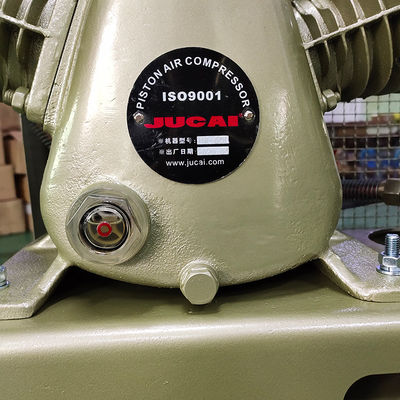 PISTON AIR COMPRESSOR
ISO9001
JUCAI
※机器型号:
※出厂日期:
www.jucai.com